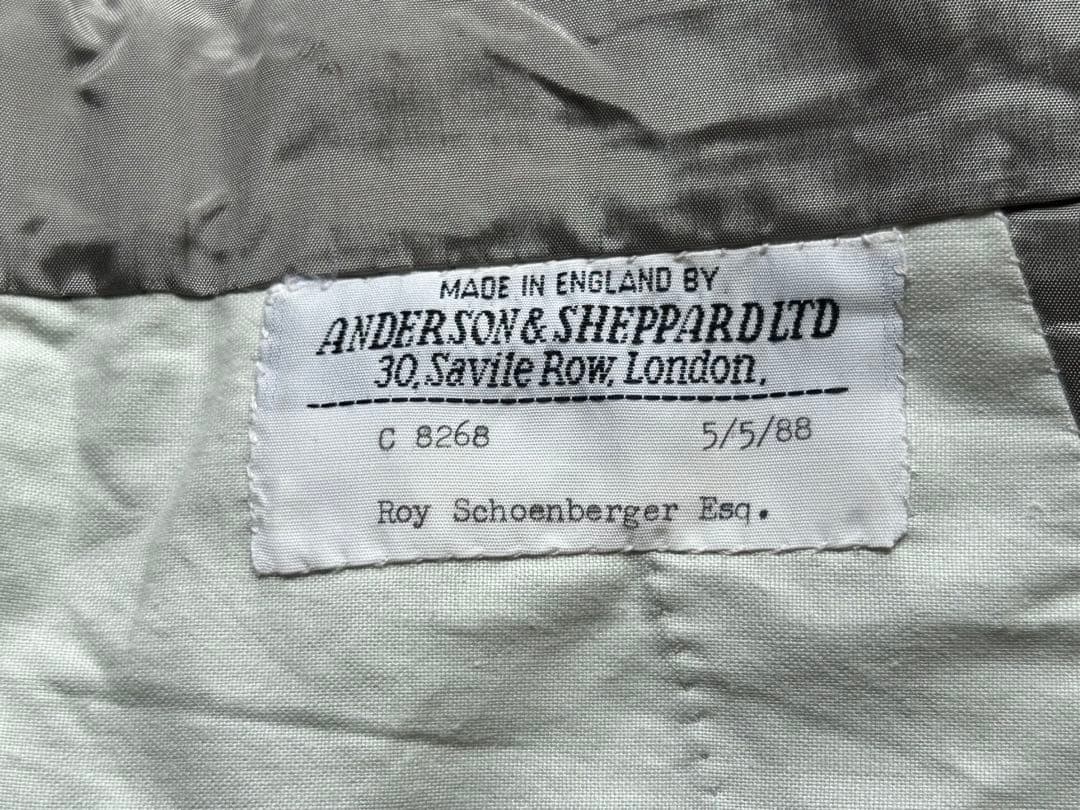 MADE IN ENGLAND BY
ANDERSON & SHEPPARD LTD
30, Savile Row, London,
C 8268 5/5/88
Roy Schoenberger Esq.